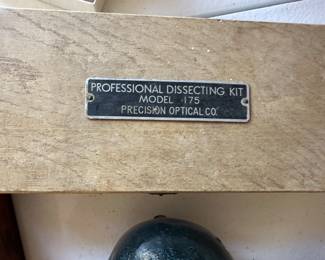 PROFESSIONAL DISSECTING KIT
MODEL 175
PRECISION OPTICAL CO.